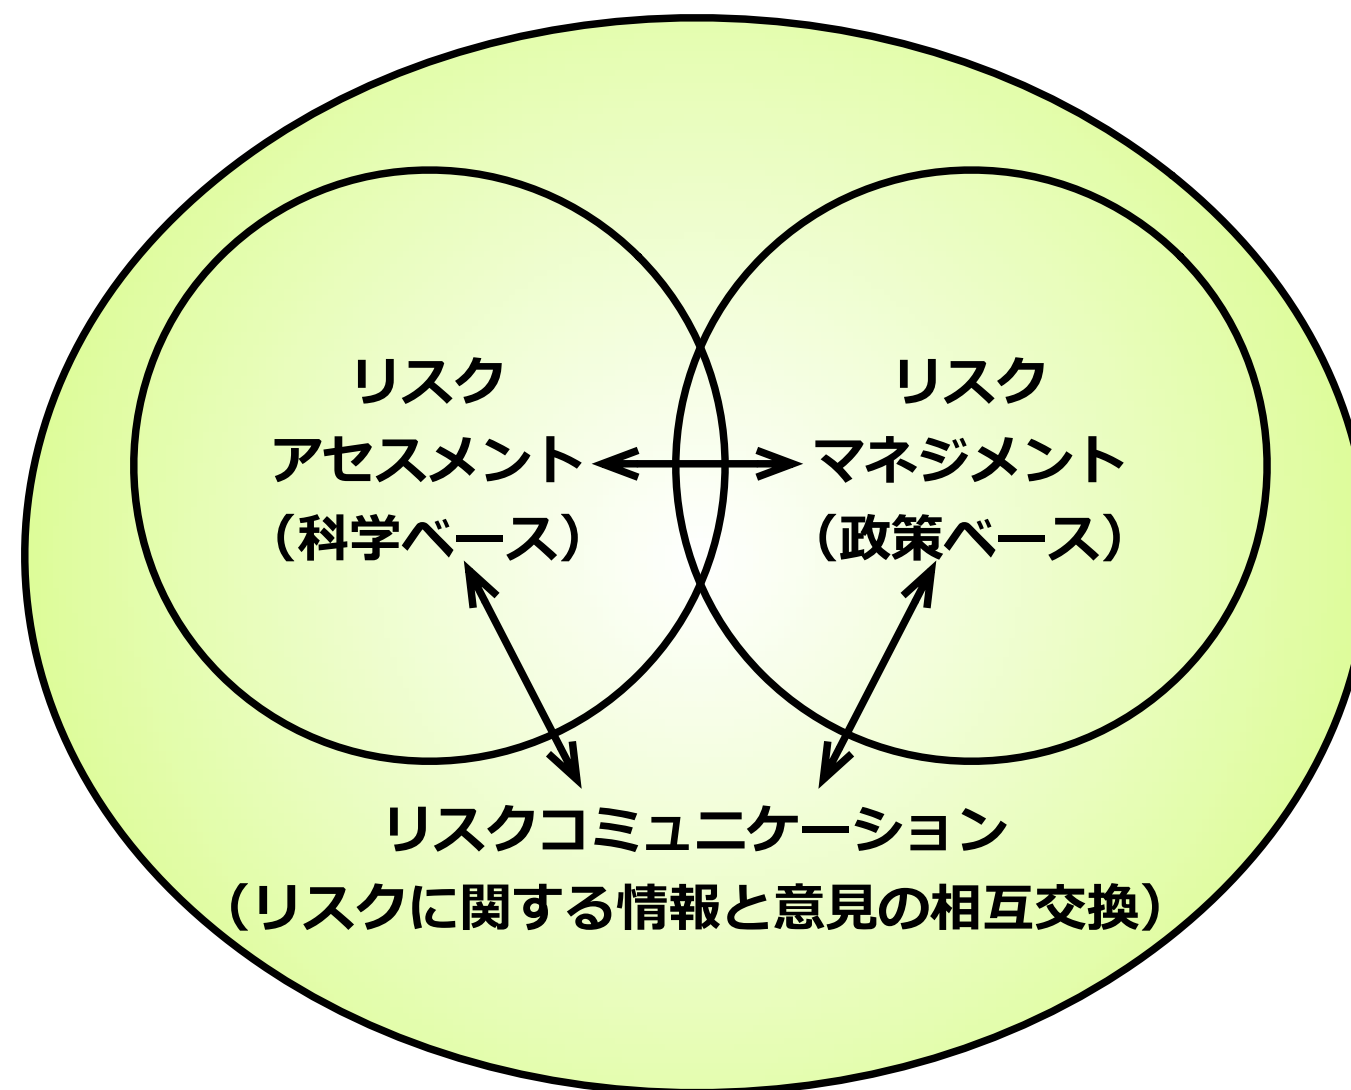 リスク
アセスメント
（科学ベース）
リスク
マネジメント
（政策ベース）
リスクコミュニケーション
（リスクに関する情報と意見の相互交換）